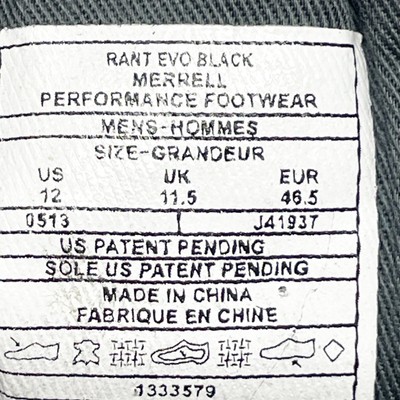 RANT EVO BLACK
MERRELL
PERFORMANCE FOOTWEAR
MENS-HOMMES
SIZE-GRANDEUR
US UK EUR
12 11.5 46.5
0513 J41937
US PATENT PENDING
SOLE US PATENT PENDING
MADE IN CHINA
FABRIQUE EN CHINE
1333579